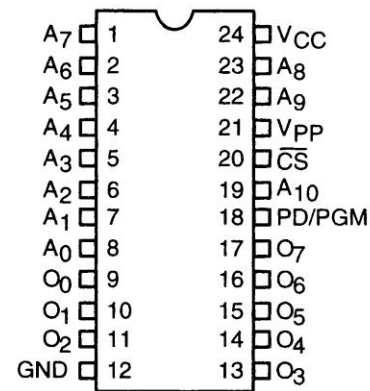 A7 1 24 VCC
A6 2 23 A8
A5 3 22 A9
A4 4 21 VPP
A3 5 20 C̅S̅
A2 6 19 A10
A1 7 18 PD/PGM
A0 8 17 O7
O0 9 16 O6
O1 10 15 O5
O2 11 14 O4
GND 12 13 O3